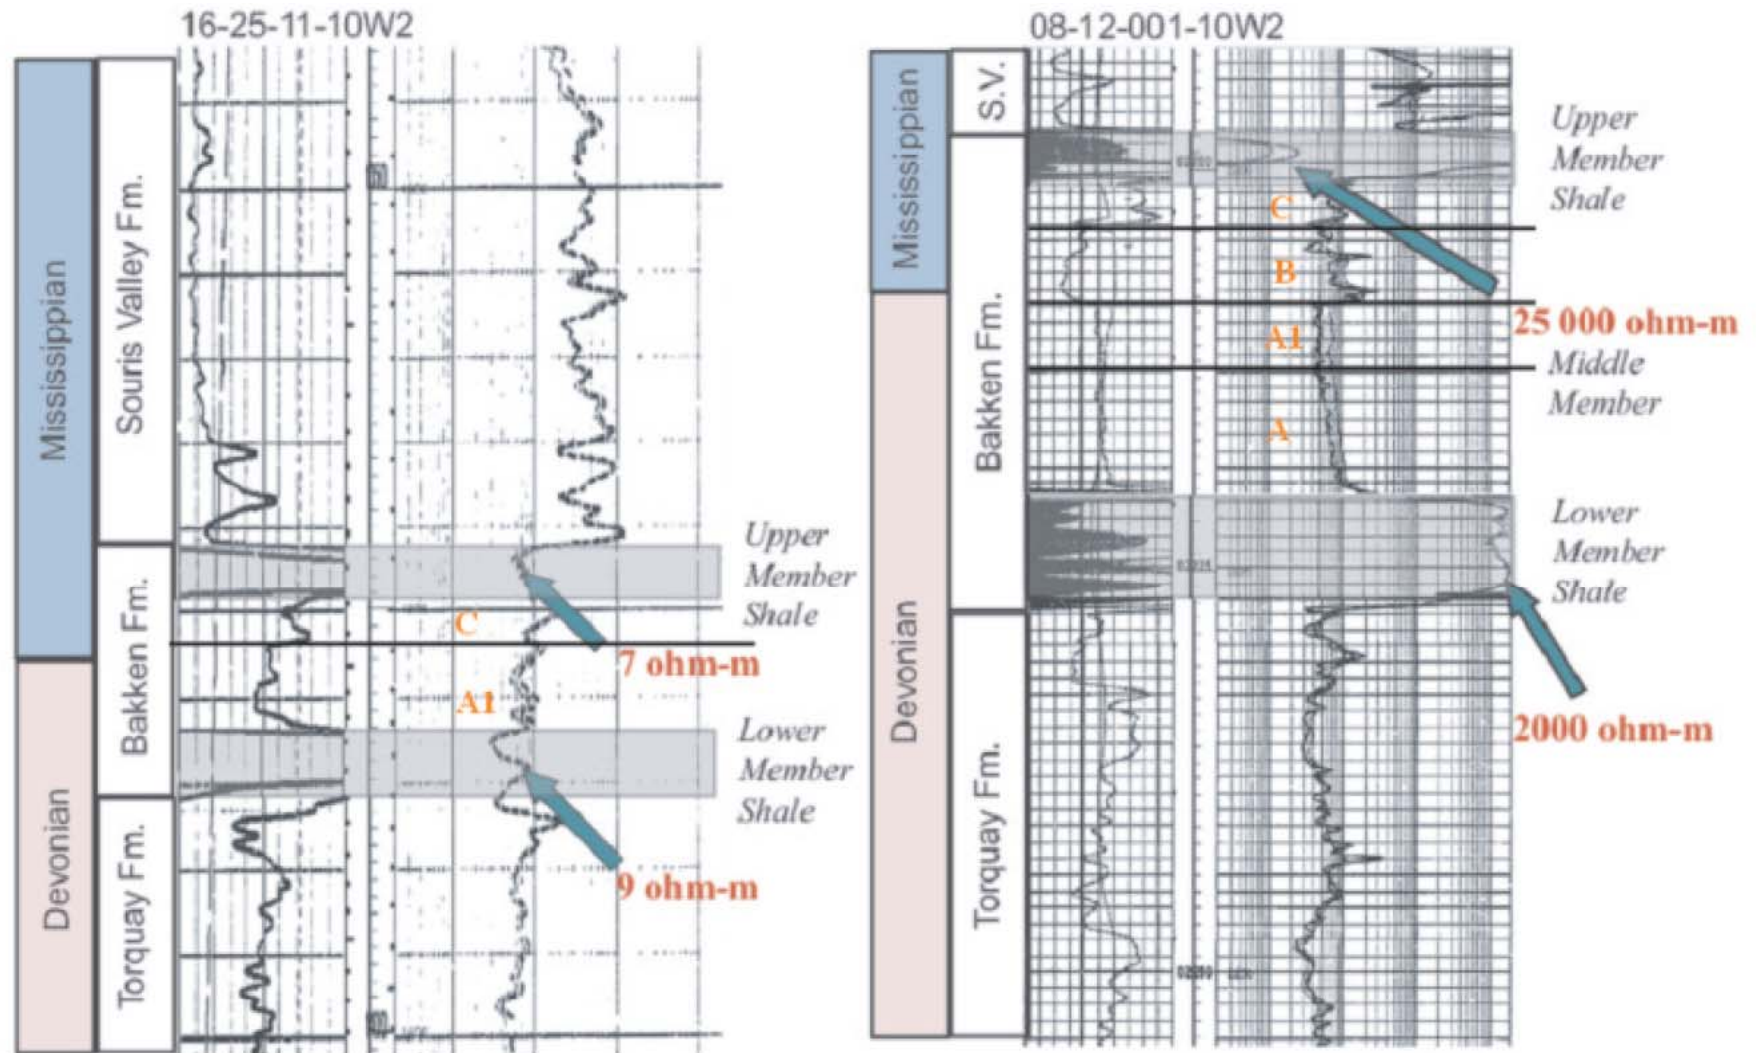 16-25-11-10W2
Mississippian
Devonian
Souris Valley Fm.
Bakken Fm.
Torquay Fm.
Upper
Member
Shale
C
7 ohm-m
A1
Lower
Member
Shale
9 ohm-m
08-12-001-10W2
Mississippian
Devonian
S.V.
Bakken Fm.
Torquay Fm.
Upper
Member
Shale
C
B
25 000 ohm-m
A1
Middle
Member
A
Lower
Member
Shale
2000 ohm-m